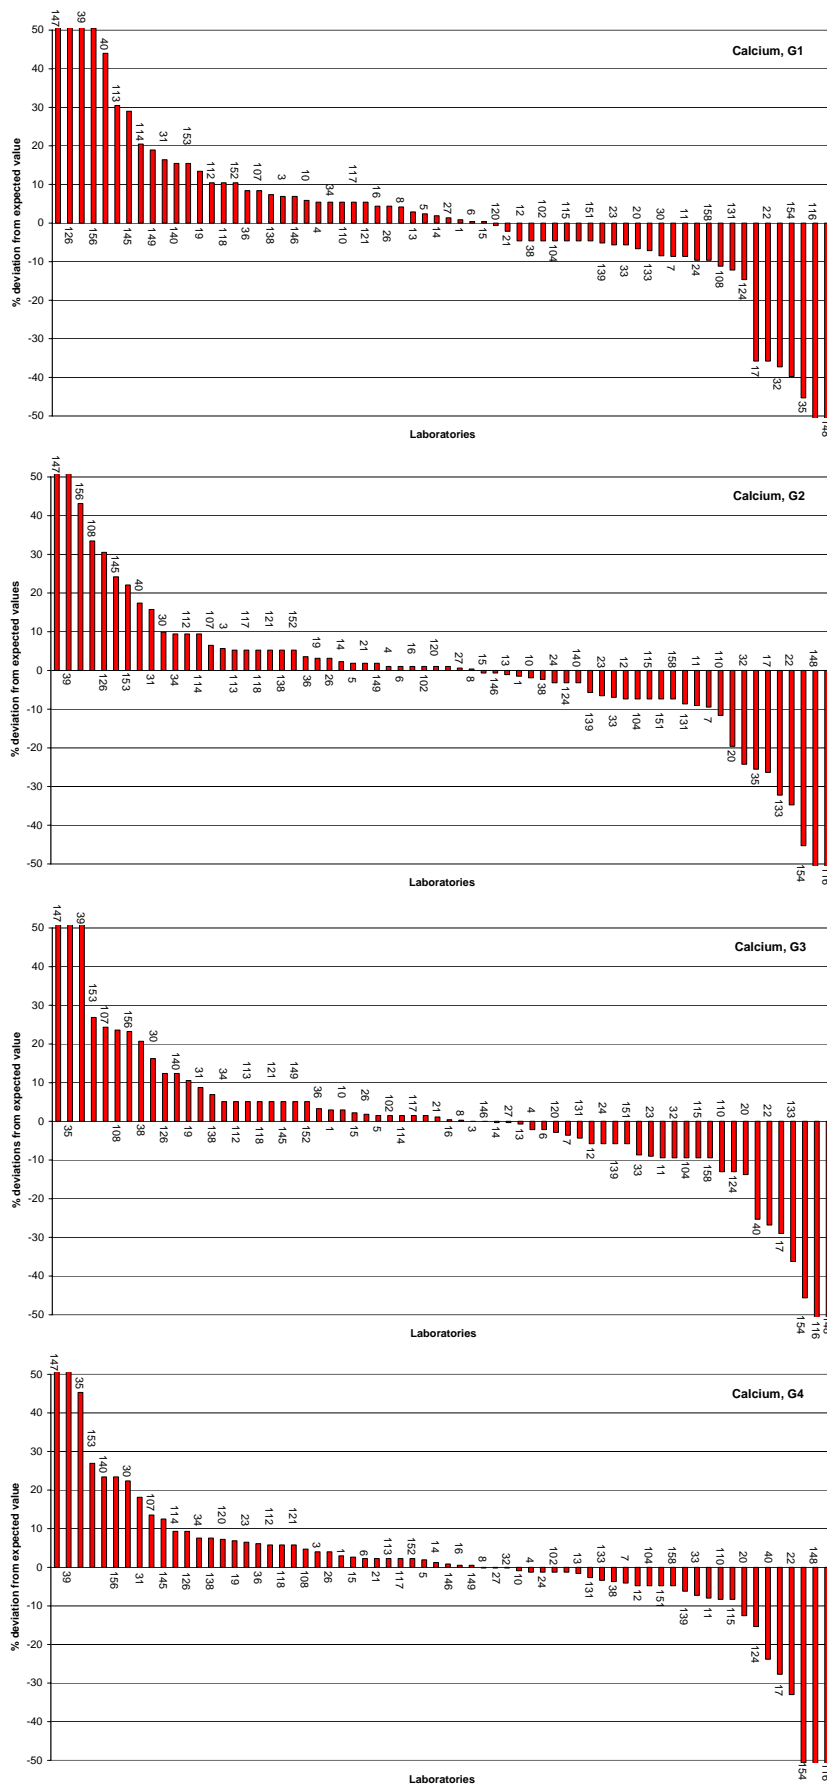 Calcium, G1
% deviation from expected value
50
40
30
20
10
0
-10
-20
-30
-40
-50
147 39 40 113 114 31 153 112 152 107 3 10 34 117 16 8 5 27 6 120 12 102 115 151 23 20 30 11 158 131 22 154 116
126 156 145 149 140 19 118 36 138 146 4 110 121 26 13 14 1 15 21 38 104 139 33 133 7 24 108 124 17 32 35 148
Laboratories
Calcium, G2
% deviation from expected values
50
40
30
20
10
0
-10
-20
-30
-40
-50
147 156 108 145 40 30 112 107 3 117 121 152 19 14 21 4 16 120 27 15 13 10 24 140 23 12 115 158 11 110 32 17 22 148
39 126 153 31 34 114 113 118 138 36 26 5 149 6 102 8 146 1 38 124 139 33 104 151 131 7 20 35 133 154 116
Laboratories
Calcium, G3
% deviations from expected value
50
40
30
20
10
0
-10
-20
-30
-40
-50
147 39 153 107 156 30 140 31 34 113 121 149 36 10 26 102 117 21 8 146 27 4 120 131 24 151 23 32 115 110 20 22 133
35 108 38 126 19 138 112 118 145 152 1 15 5 114 16 3 14 13 6 7 12 139 33 11 104 158 124 40 17 154 116 148
Laboratories
Calcium, G4
% deviation from expected value
50
40
30
20
10
0
-10
-20
-30
-40
-50
147 35 153 140 30 107 114 34 120 23 112 121 3 1 6 113 152 14 16 8 32 4 102 13 133 7 104 158 33 110 20 40 22 148
39 156 31 145 126 138 19 36 118 108 26 15 21 117 5 146 149 27 10 24 131 38 12 151 139 11 115 124 17 154 116
Laboratories